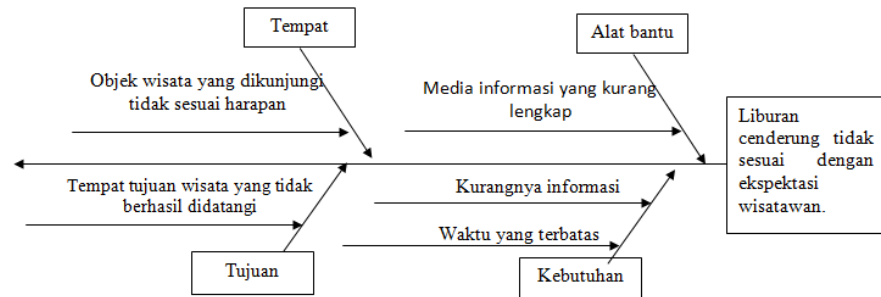 Tempat
Alat bantu
Objek wisata yang dikunjungi
tidak sesuai harapan
Media informasi yang kurang
lengkap
Liburan
cenderung tidak
sesuai dengan
ekspektasi
wisatawan.
Tempat tujuan wisata yang tidak
berhasil didatangi
Kurangnya informasi
Waktu yang terbatas
Tujuan
Kebutuhan